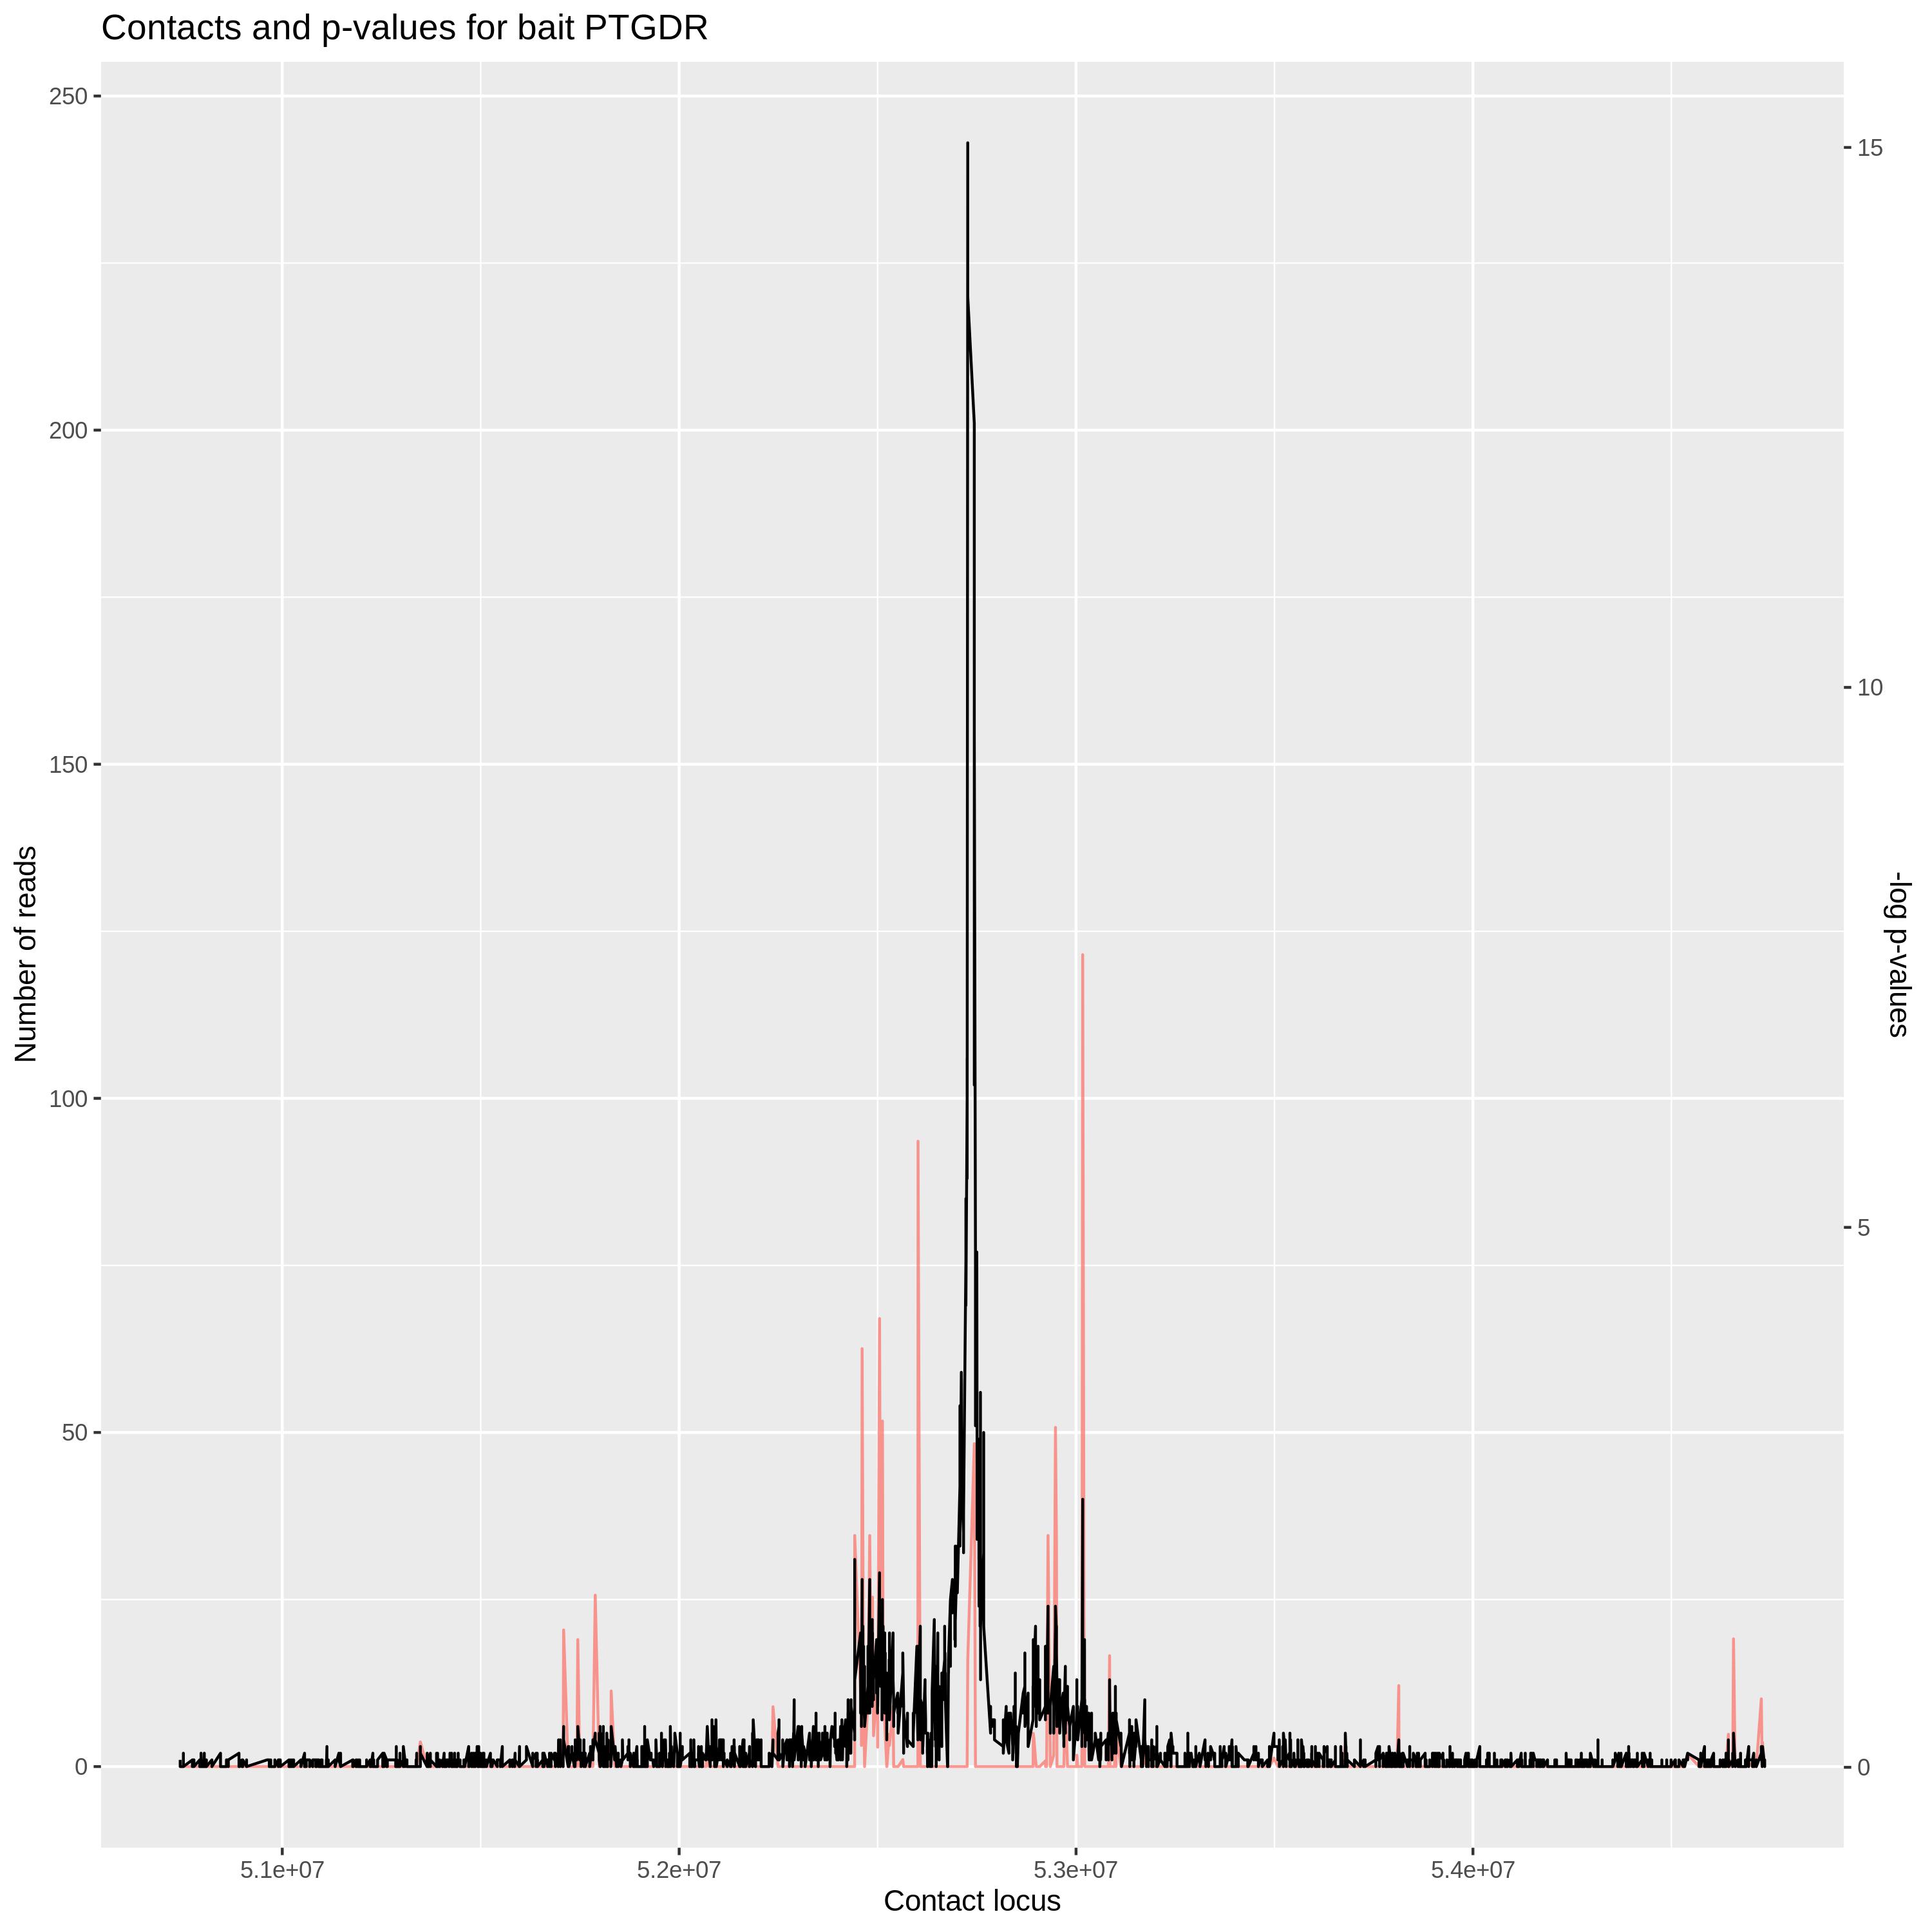 Contacts and p-values for bait PTGDR
250
200
150
100
50
0
Number of reads
15
10
5
0
-log p-values
5.1e+07
5.2e+07
5.3e+07
5.4e+07
Contact locus